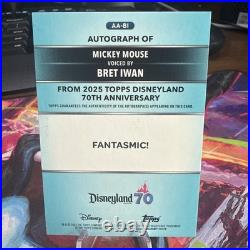 AA-BI
AUTOGRAPH OF
MICKEY MOUSE
VOICED BY
BRET IWAN
FROM 2025 TOPPS DISNEYLAND
70TH ANNIVERSARY
TOPPS GUARANTEES THE AUTHENTICITY OF THE AUTOGRAPH(S) APPEARING ON THIS CARD.
FANTASMIC!
Disneyland 70
Disney
Topps